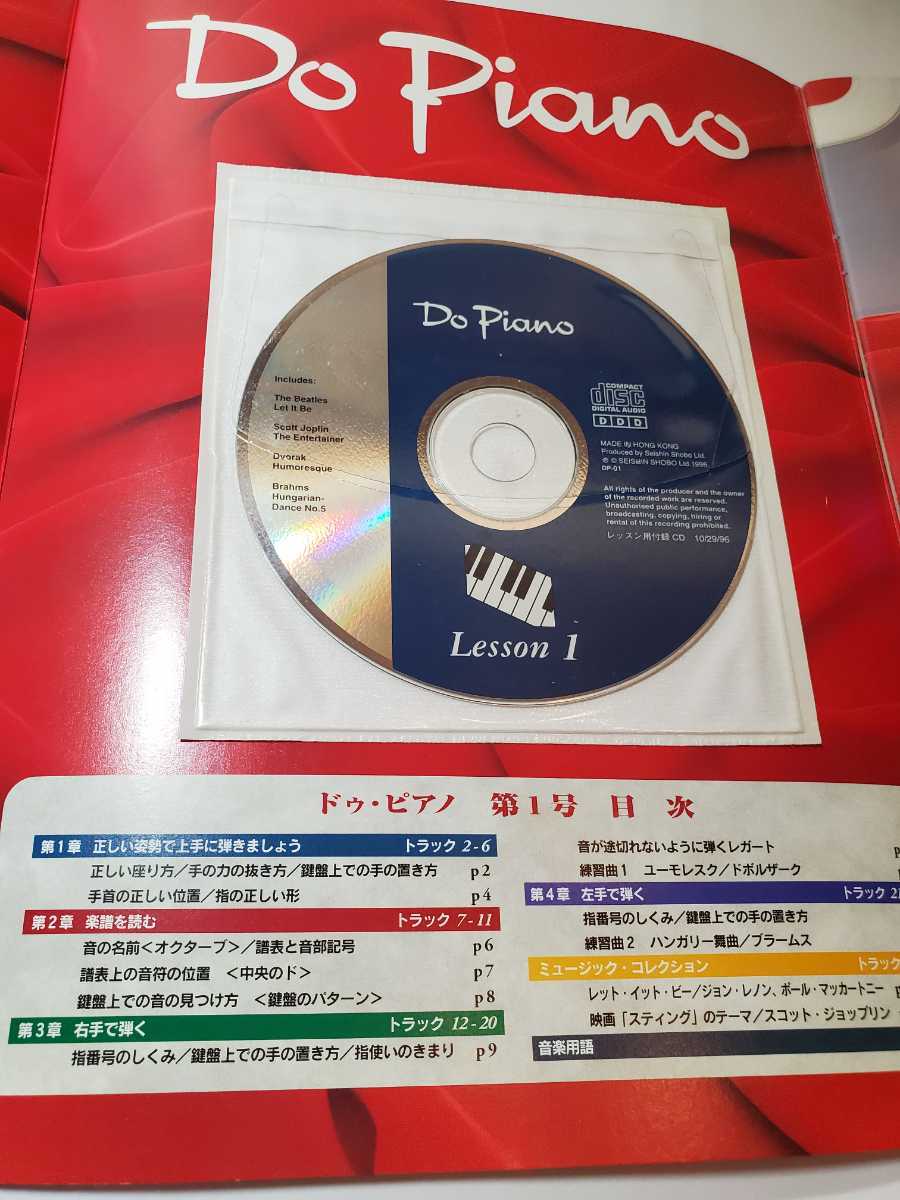 Do Piano
Do Piano
Includes:
The Beatles
Let It Be
Scott Joplin
The Entertainer
Dvorak
Humoresque
Brahms
Hungarian-
Dance No.5
COMPACT
disc
DIGITAL AUDIO
DDD
MADE IN HONG KONG
Produced by Seishin Shobo Ltd.
℗ © SEISHIN SHOBO Ltd.1996
DP-01
All rights of the producer and the owner
of the recorded work are reserved.
Unauthorised public performance,
broadcasting, copying, hiring or
rental of this recording prohibited.
レッスン用付録 CD 10/29/96
Lesson 1
ドゥ・ピアノ 第1号 目 次
第1章 正しい姿勢で上手に弾きましょう トラック 2-6
正しい座り方／手の力の抜き方／鍵盤上での手の置き方 p2
手首の正しい位置／指の正しい形 p4
第2章 楽譜を読む トラック 7-11
音の名前<オクターブ>／譜表と音部記号 p6
譜表上の音符の位置 <中央のド> p7
鍵盤上での音の見つけ方 <鍵盤のパターン> p8
第3章 右手で弾く トラック 12-20
指番号のしくみ／鍵盤上での手の置き方／指使いのきまり p9
音が途切れないように弾くレガート
練習曲1 ユーモレスク／ドボルザーク
第4章 左手で弾く トラック
指番号のしくみ／鍵盤上での手の置き方
練習曲2 ハンガリー舞曲／ブラームス
ミュージック・コレクション トラック
レット・イット・ビー／ジョン・レノン、ポール・マッカートニー
映画「スティング」のテーマ／スコット・ジョップリン
音楽用語